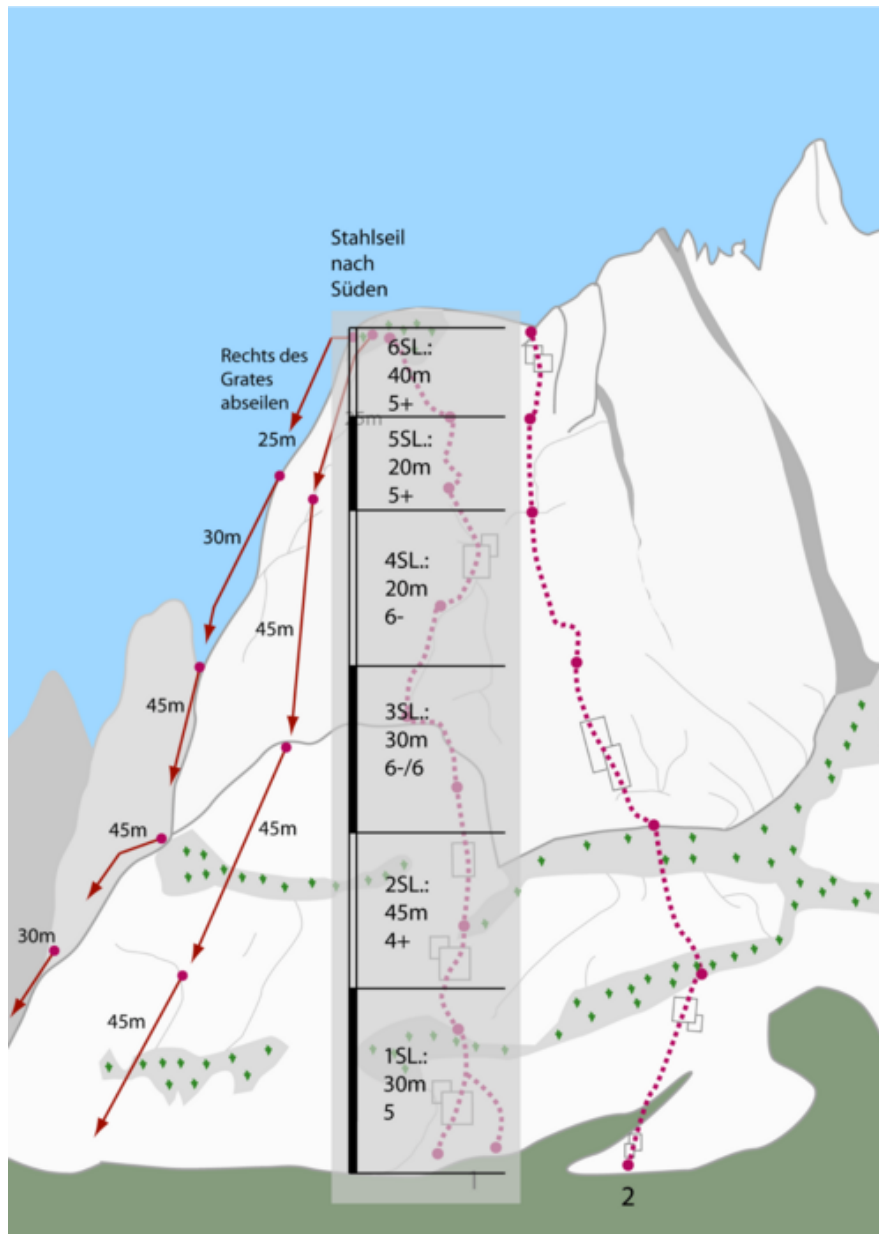 Stahlseil
nach
Süden
Rechts des
Grates
abseilen
25m
30m
45m
45m
45m
45m
30m
45m
25m
6SL.:
40m
5+
5SL.:
20m
5+
4SL.:
20m
6-
3SL.:
30m
6-/6
2SL.:
45m
4+
1SL.:
30m
5
2